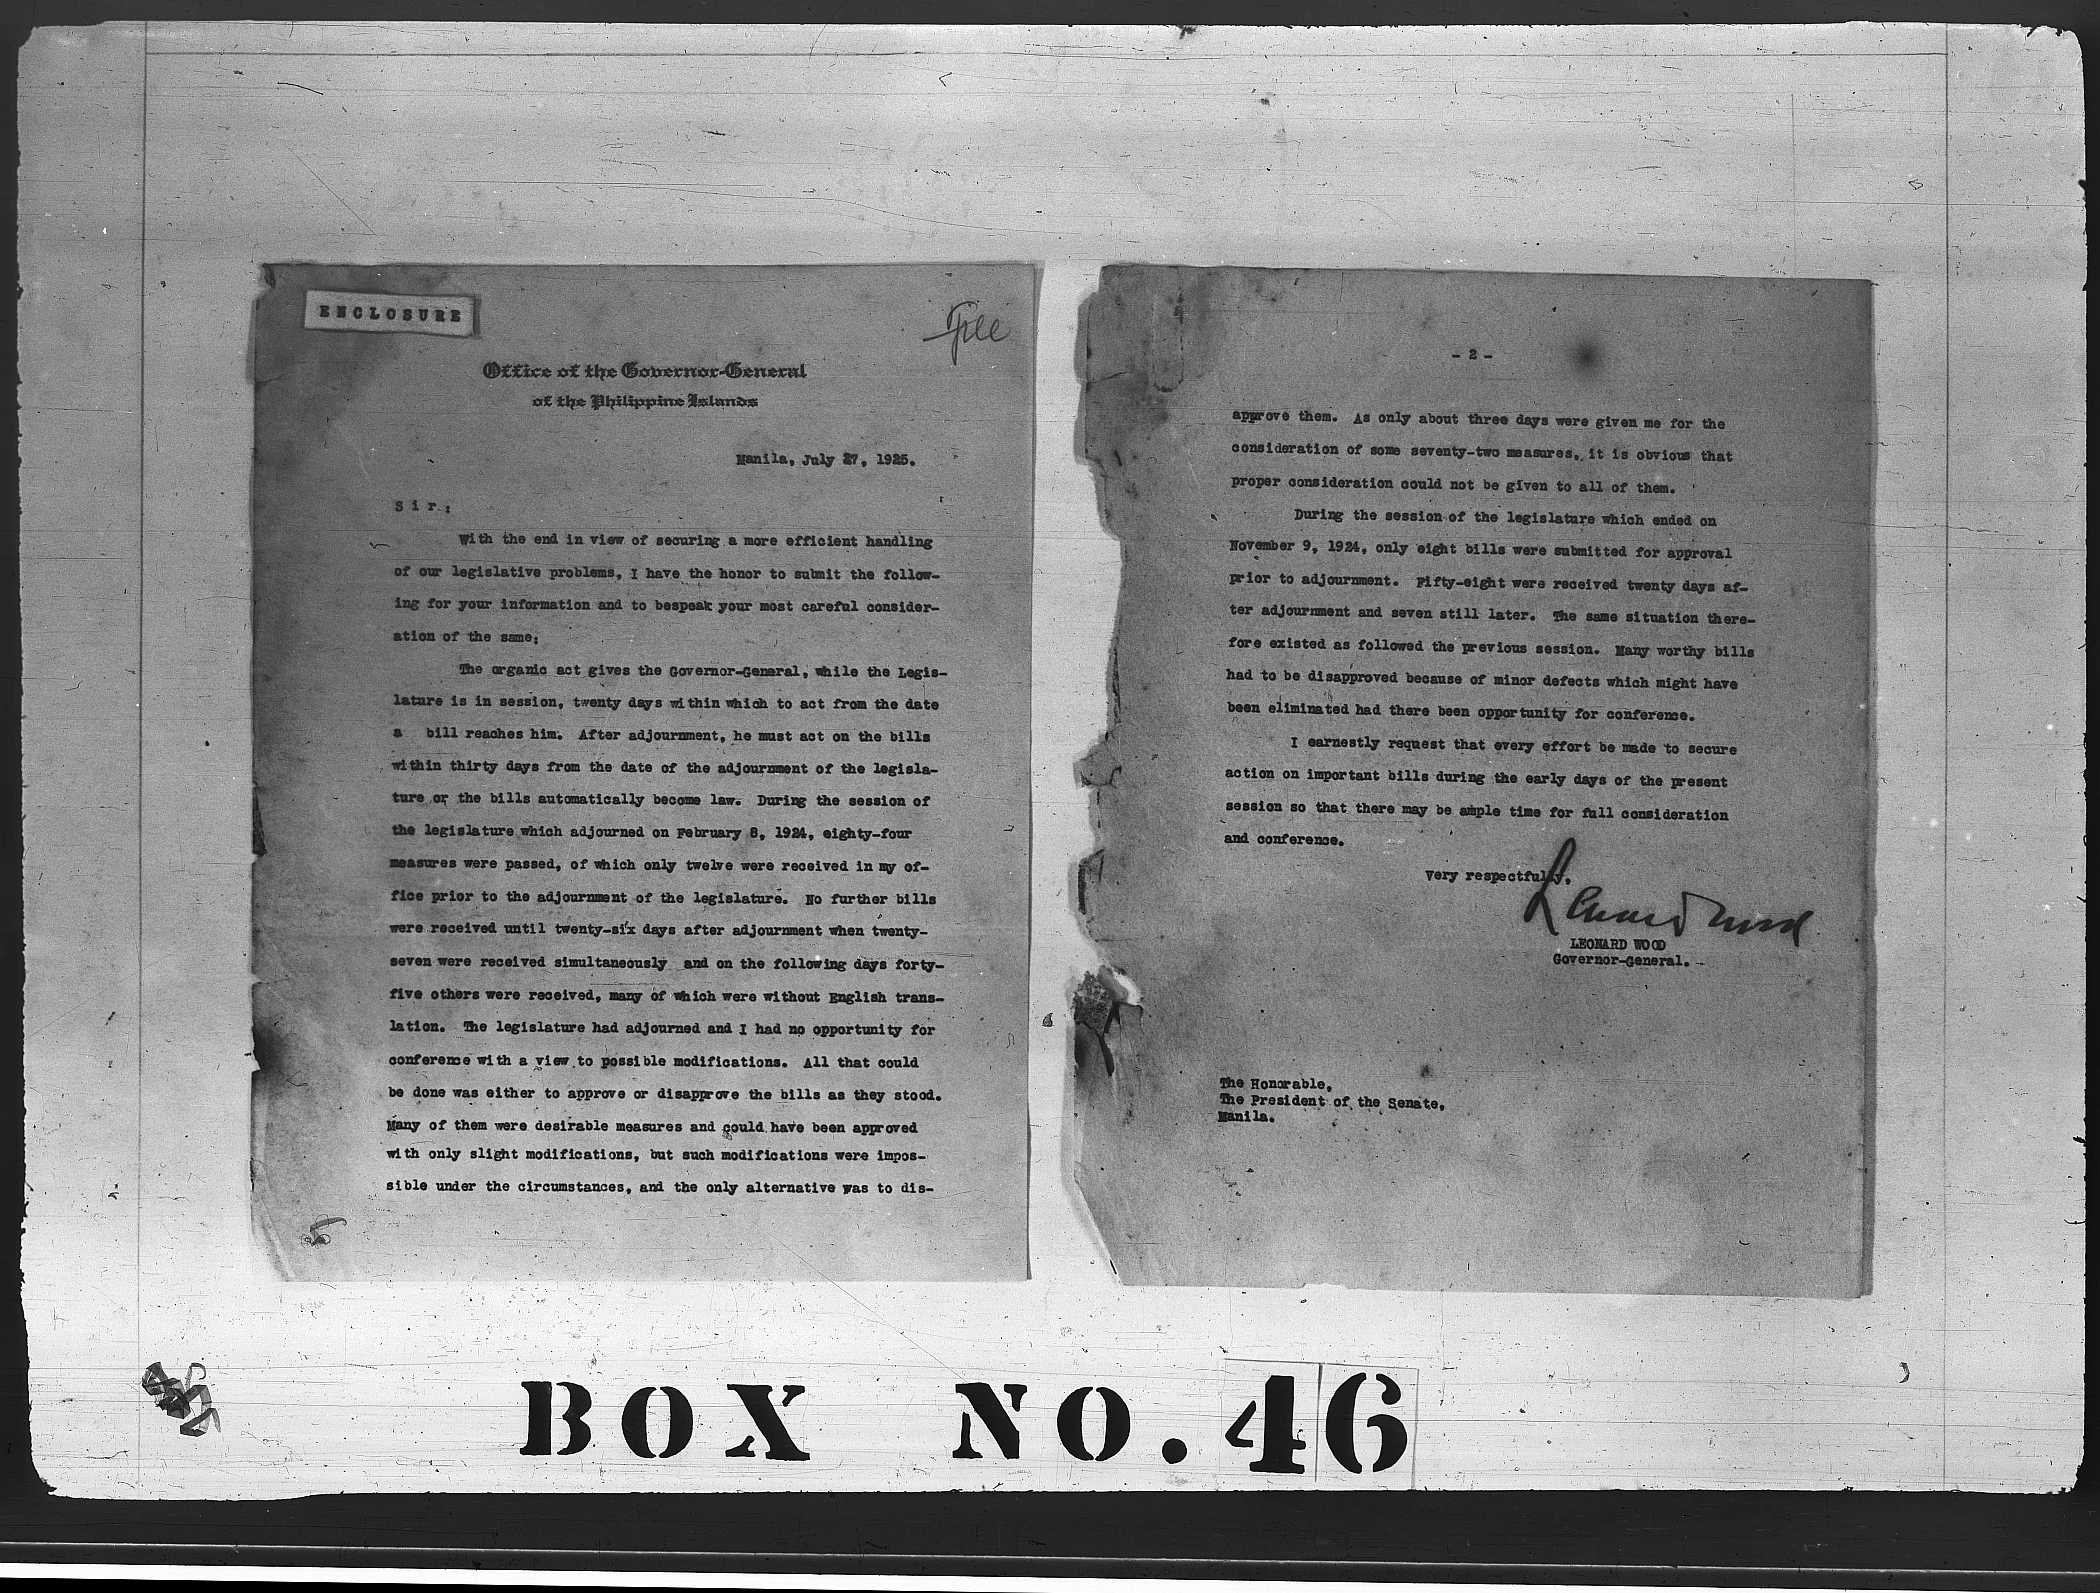 ENCLOSURE
File
Office of the Governor-General
of the Philippine Islands
Manila, July 27, 1925.
S i r :
With the end in view of securing a more efficient handling
of our legislative problems, I have the honor to submit the follow-
ing for your information and to bespeak your most careful consider-
ation of the same:
The organic act gives the Governor-General, while the Legis-
lature is in session, twenty days within which to act from the date
a bill reaches him. After adjournment, he must act on the bills
within thirty days from the date of the adjournment of the legisla-
ture or the bills automatically become law. During the session of
the legislature which adjourned on February 8, 1924, eighty-four
measures were passed, of which only twelve were received in my of-
fice prior to the adjournment of the legislature. No further bills
were received until twenty-six days after adjournment when twenty-
seven were received simultaneously and on the following days forty-
five others were received, many of which were without English trans-
lation. The legislature had adjourned and I had no opportunity for
conference with a view to possible modifications. All that could
be done was either to approve or disapprove the bills as they stood.
Many of them were desirable measures and could have been approved
with only slight modifications, but such modifications were impos-
sible under the circumstances, and the only alternative was to dis-
- 2 -
approve them. As only about three days were given me for the
consideration of some seventy-two measures, it is obvious that
proper consideration could not be given to all of them.
During the session of the legislature which ended on
November 9, 1924, only eight bills were submitted for approval
prior to adjournment. Fifty-eight were received twenty days af-
ter adjournment and seven still later. The same situation there-
fore existed as followed the previous session. Many worthy bills
had to be disapproved because of minor defects which might have
been eliminated had there been opportunity for conference.
I earnestly request that every effort be made to secure
action on important bills during the early days of the present
session so that there may be ample time for full consideration
and conference.
Very respectfully,
Leonard Wood
LEONARD WOOD
Governor-General.
The Honorable,
The President of the Senate,
Manila.
BOX NO. 46